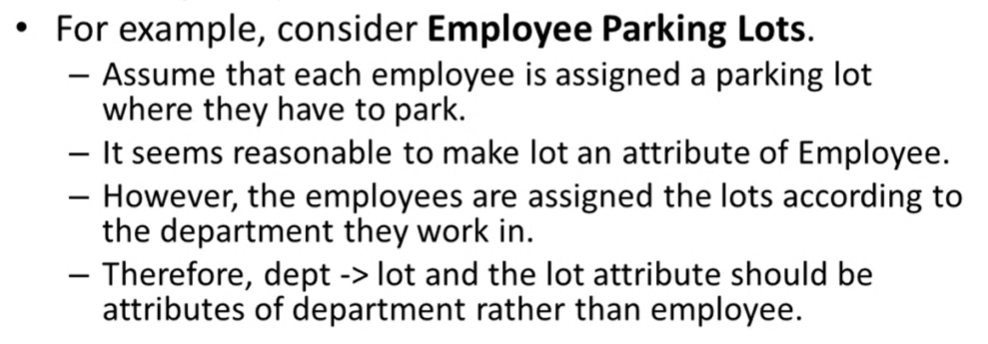 • For example, consider Employee Parking Lots.
– Assume that each employee is assigned a parking lot
where they have to park.
– It seems reasonable to make lot an attribute of Employee.
– However, the employees are assigned the lots according to
the department they work in.
– Therefore, dept -> lot and the lot attribute should be
attributes of department rather than employee.